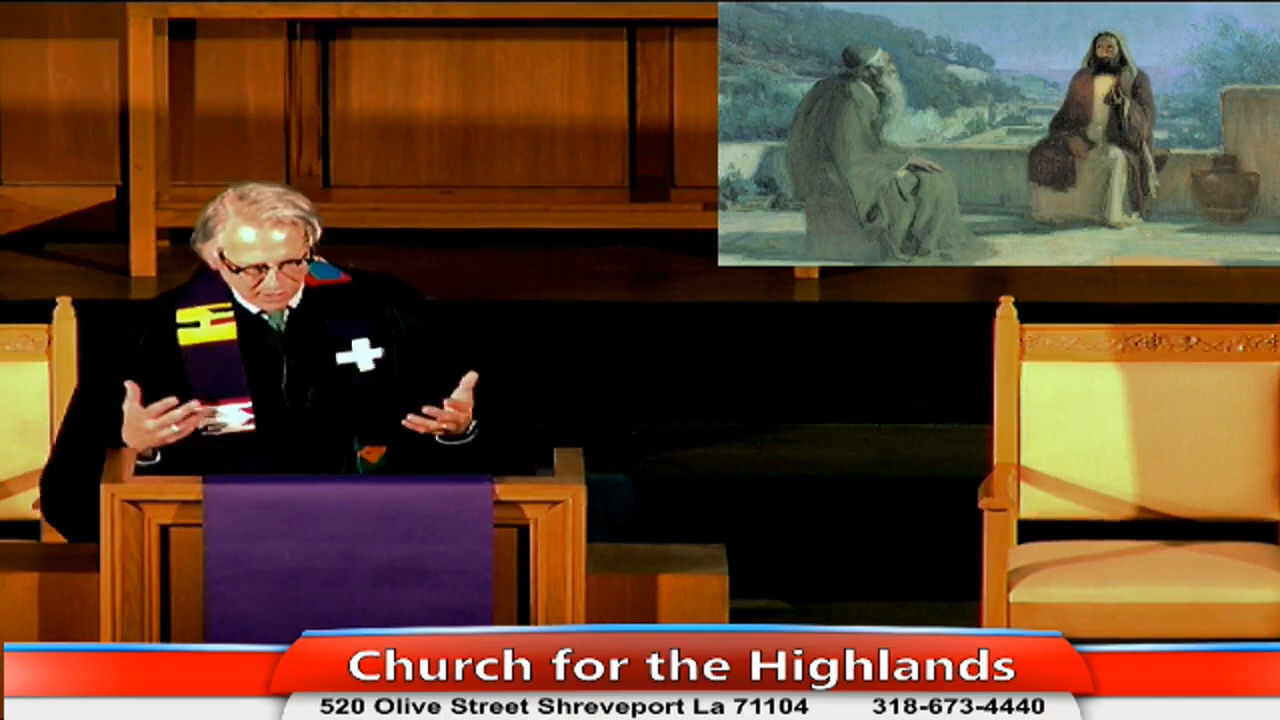 Church for the Highlands
520 Olive Street Shreveport La 71104 318-673-4440